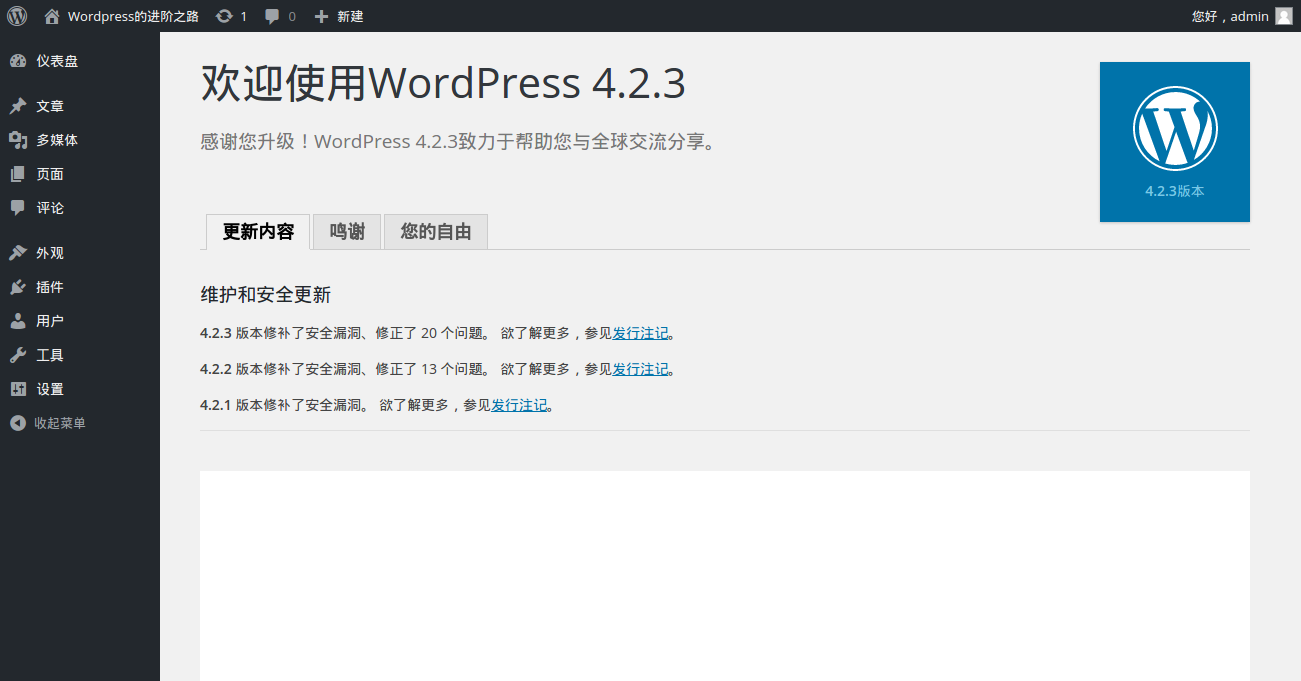 Wordpress的进阶之路 1 0 新建 您好，admin
仪表盘
文章
多媒体
页面
评论
外观
插件
用户
工具
设置
收起菜单
欢迎使用WordPress 4.2.3
感谢您升级！WordPress 4.2.3致力于帮助您与全球交流分享。
4.2.3版本
更新内容 鸣谢 您的自由
维护和安全更新
4.2.3 版本修补了安全漏洞、修正了 20 个问题。 欲了解更多，参见发行注记。
4.2.2 版本修补了安全漏洞、修正了 13 个问题。 欲了解更多，参见发行注记。
4.2.1 版本修补了安全漏洞。 欲了解更多，参见发行注记。